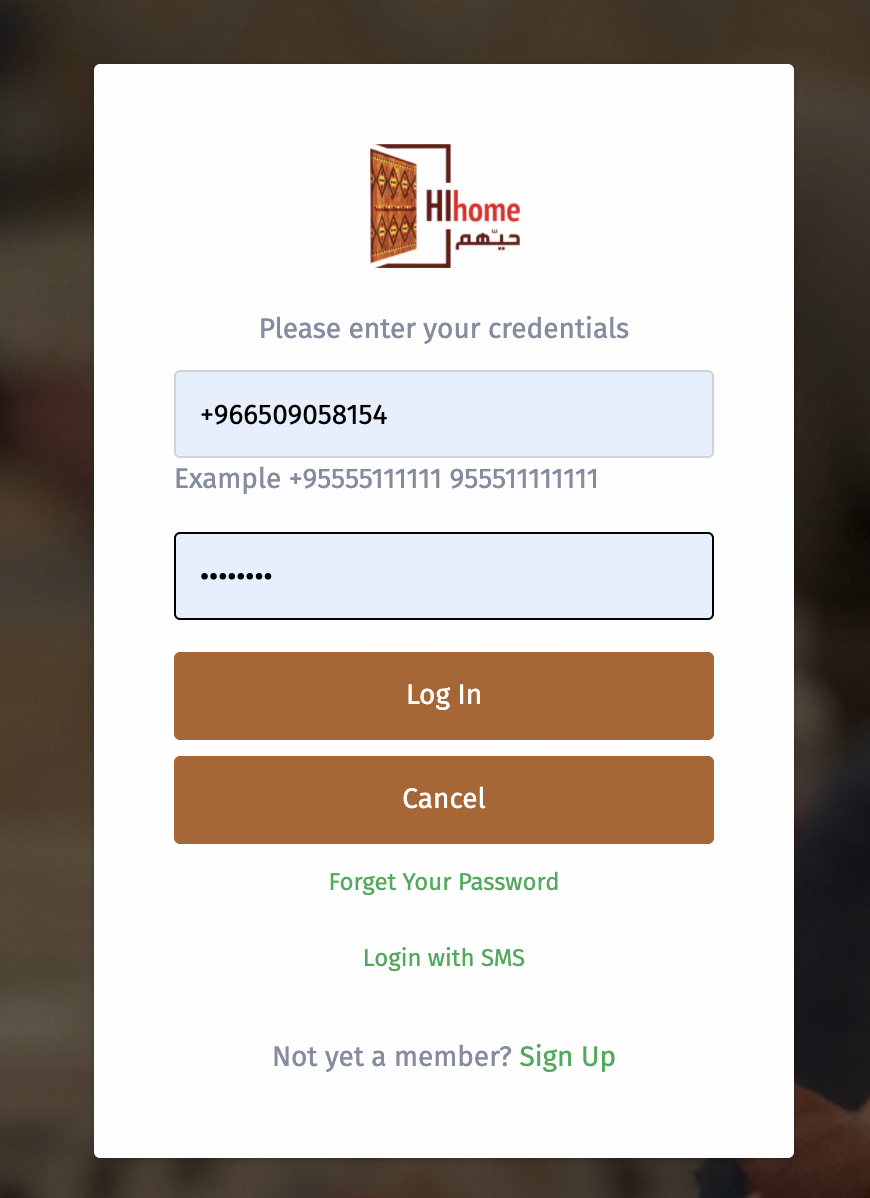 HIhome
حيّهم
Please enter your credentials
+966509058154
Example +95555111111 955511111111
••••••••
Log In
Cancel
Forget Your Password
Login with SMS
Not yet a member? Sign Up